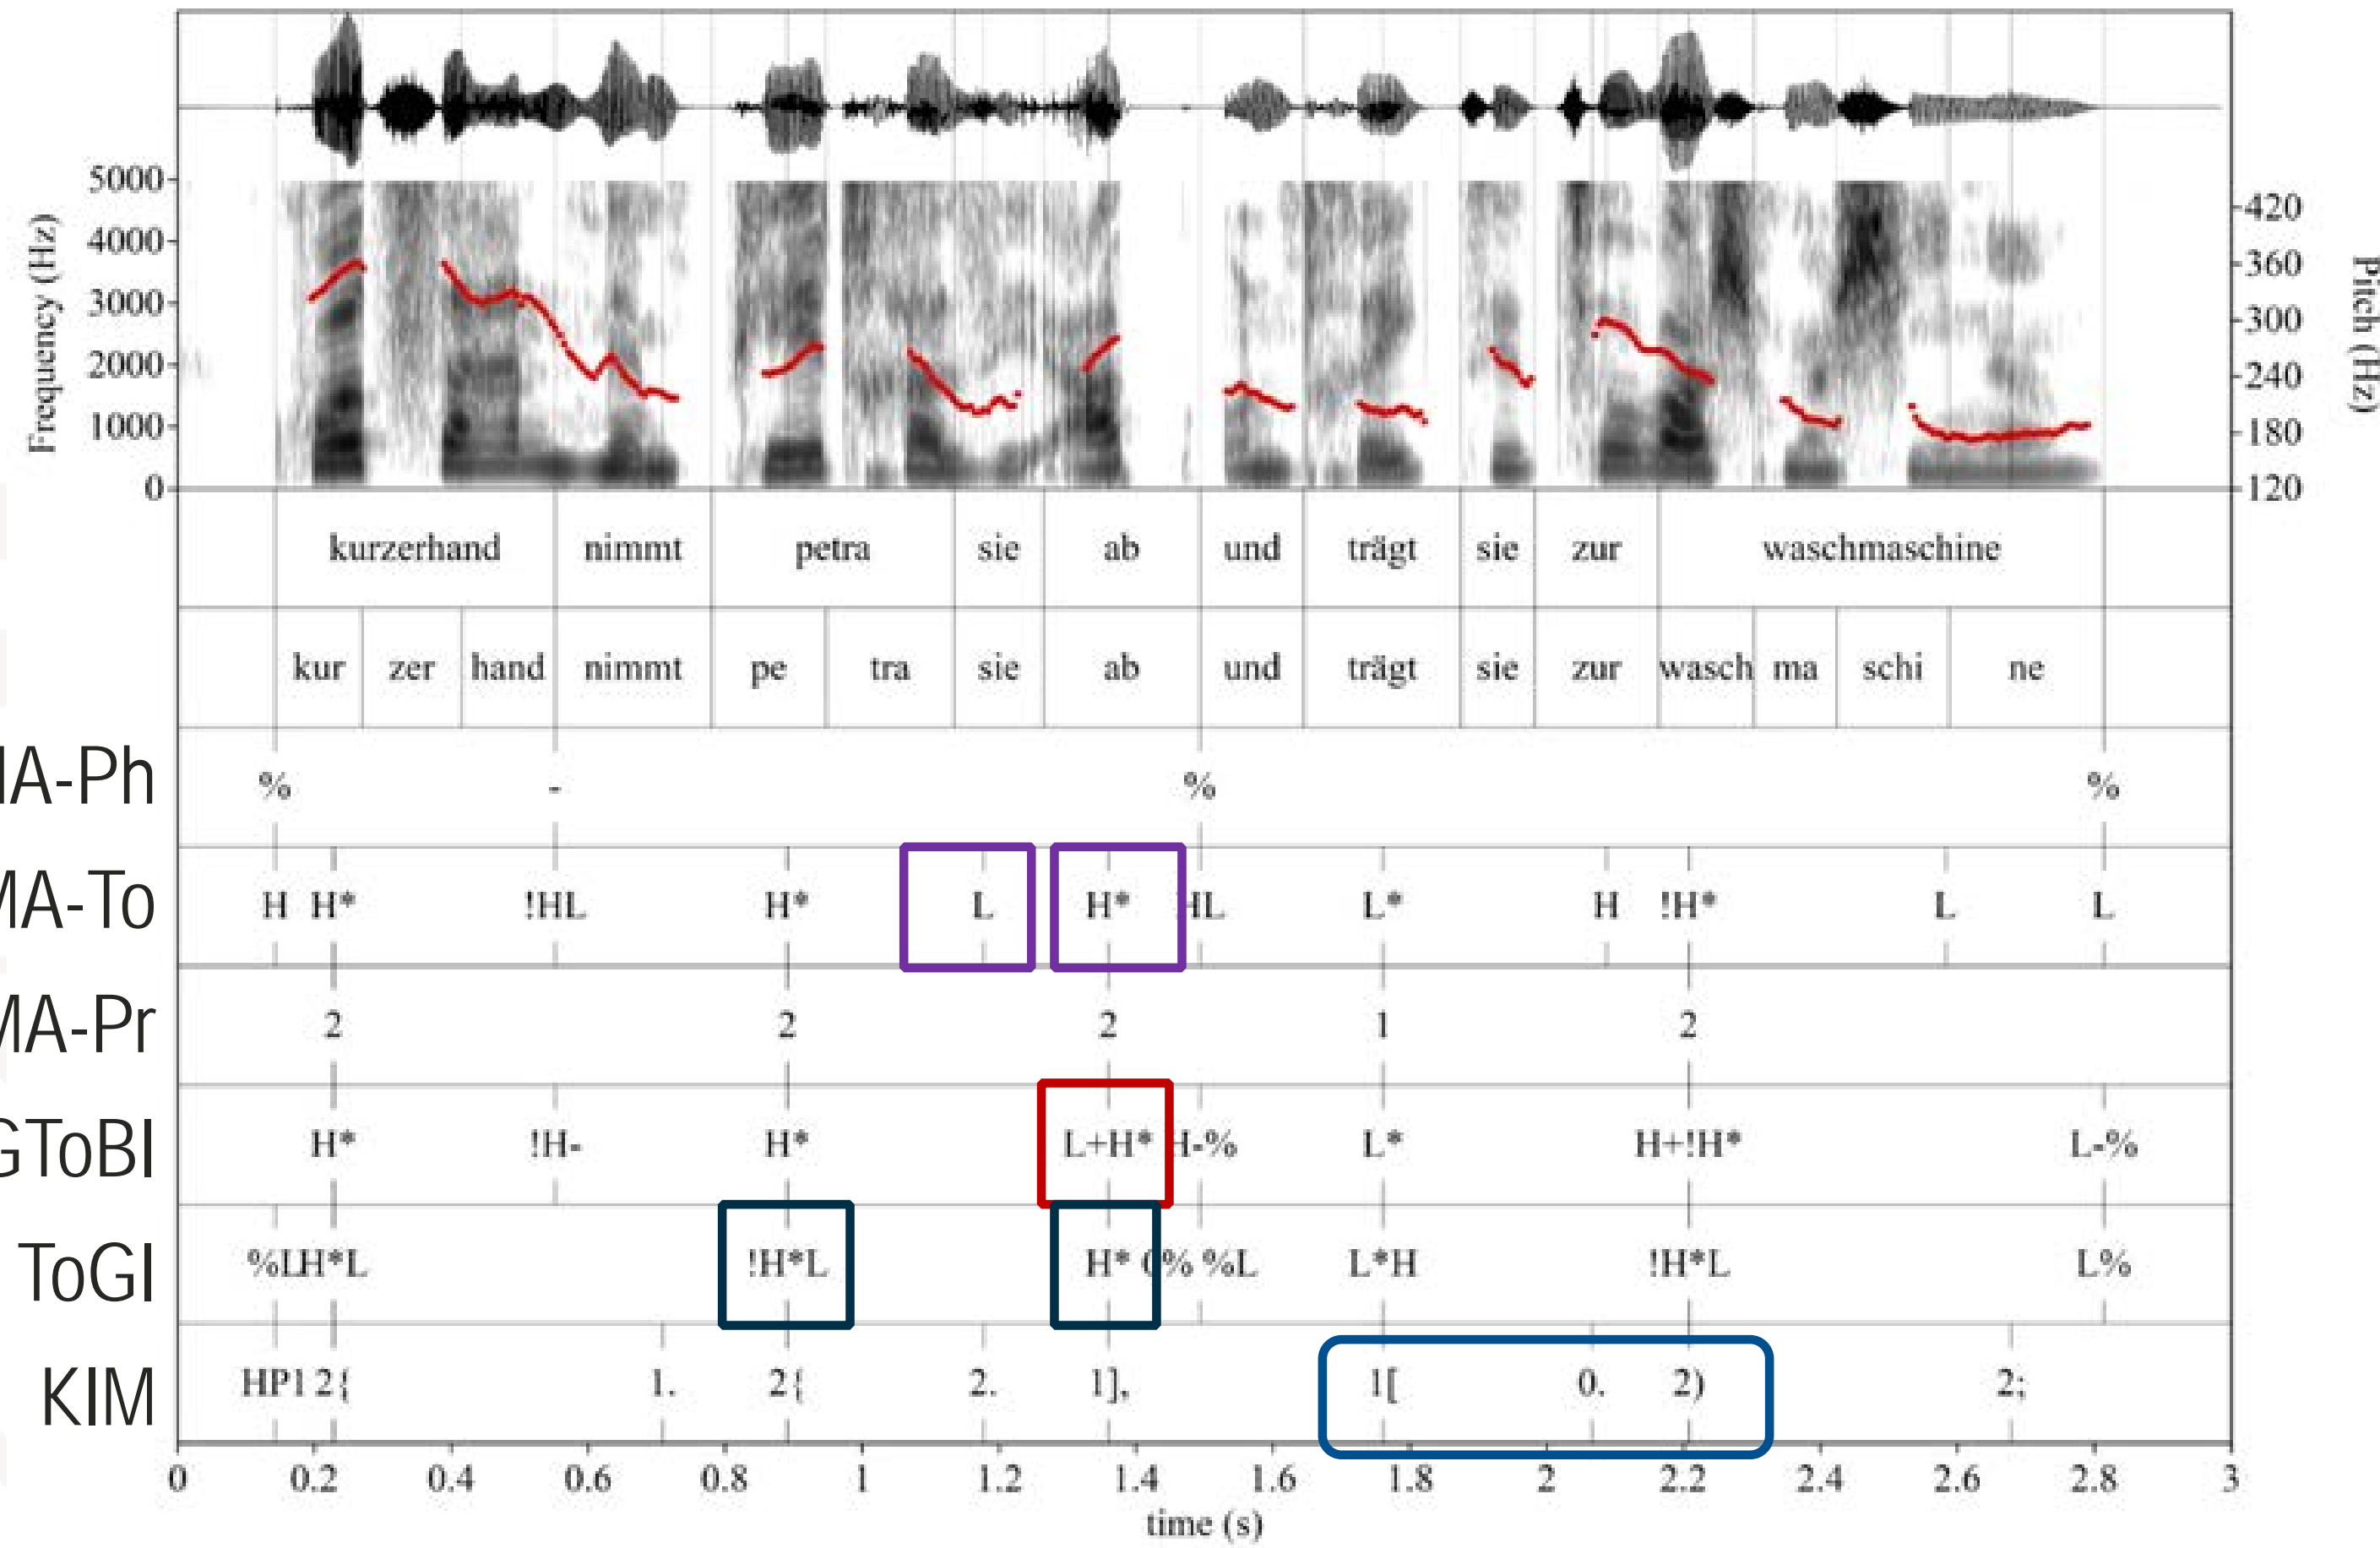 5000
4000
3000
2000
1000
0
Frequency (Hz)
420
360
300
240
180
120
Pitch (Hz)
kurzerhand nimmt petra sie ab und trägt sie zur waschmaschine
kur zer hand nimmt pe tra sie ab und trägt sie zur wasch ma schi ne
MA-Ph % - % %
MA-To H H* !HL H* L H* HL L* H !H* L L
MA-Pr 2 2 2 1 2
GToBI H* !H- H* L+H* H-% L* H+!H* L-%
ToGI %L H*L !H*L H* 0% %L L*H !H*L L%
KIM HP1 2{ 1. 2{ 2. 1], 1[ 0. 2) 2;
0 0.2 0.4 0.6 0.8 1 1.2 1.4 1.6 1.8 2 2.2 2.4 2.6 2.8 3
time (s)